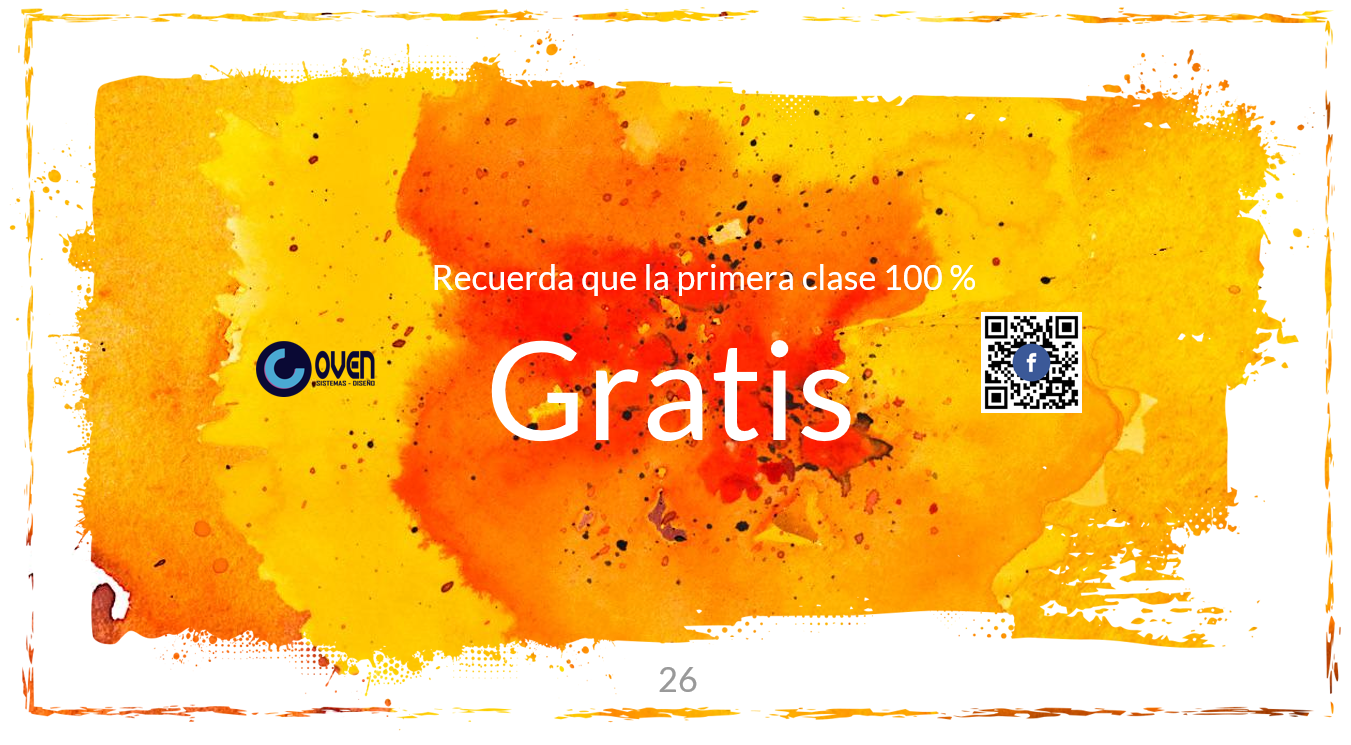 Recuerda que la primera clase 100 %
OVEN
SISTEMAS - DISEÑO
Gratis
f
26